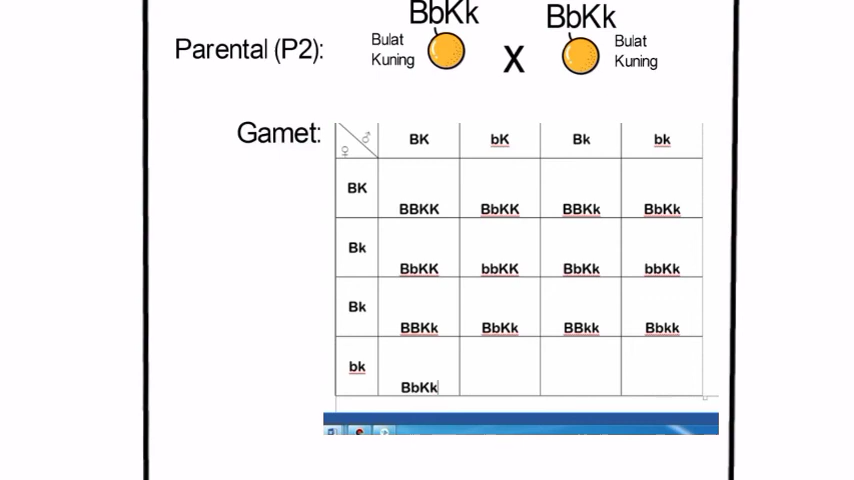 BbKk
BbKk
Parental (P2):
Bulat
Kuning
X
Bulat
Kuning
Gamet:
♀ ♂ BK bK Bk bk
BK BBKK BbKK BBKk BbKk
Bk BbKK bbKK BbKk bbKk
Bk BBKk BbKk BBkk Bbkk
bk BbKk